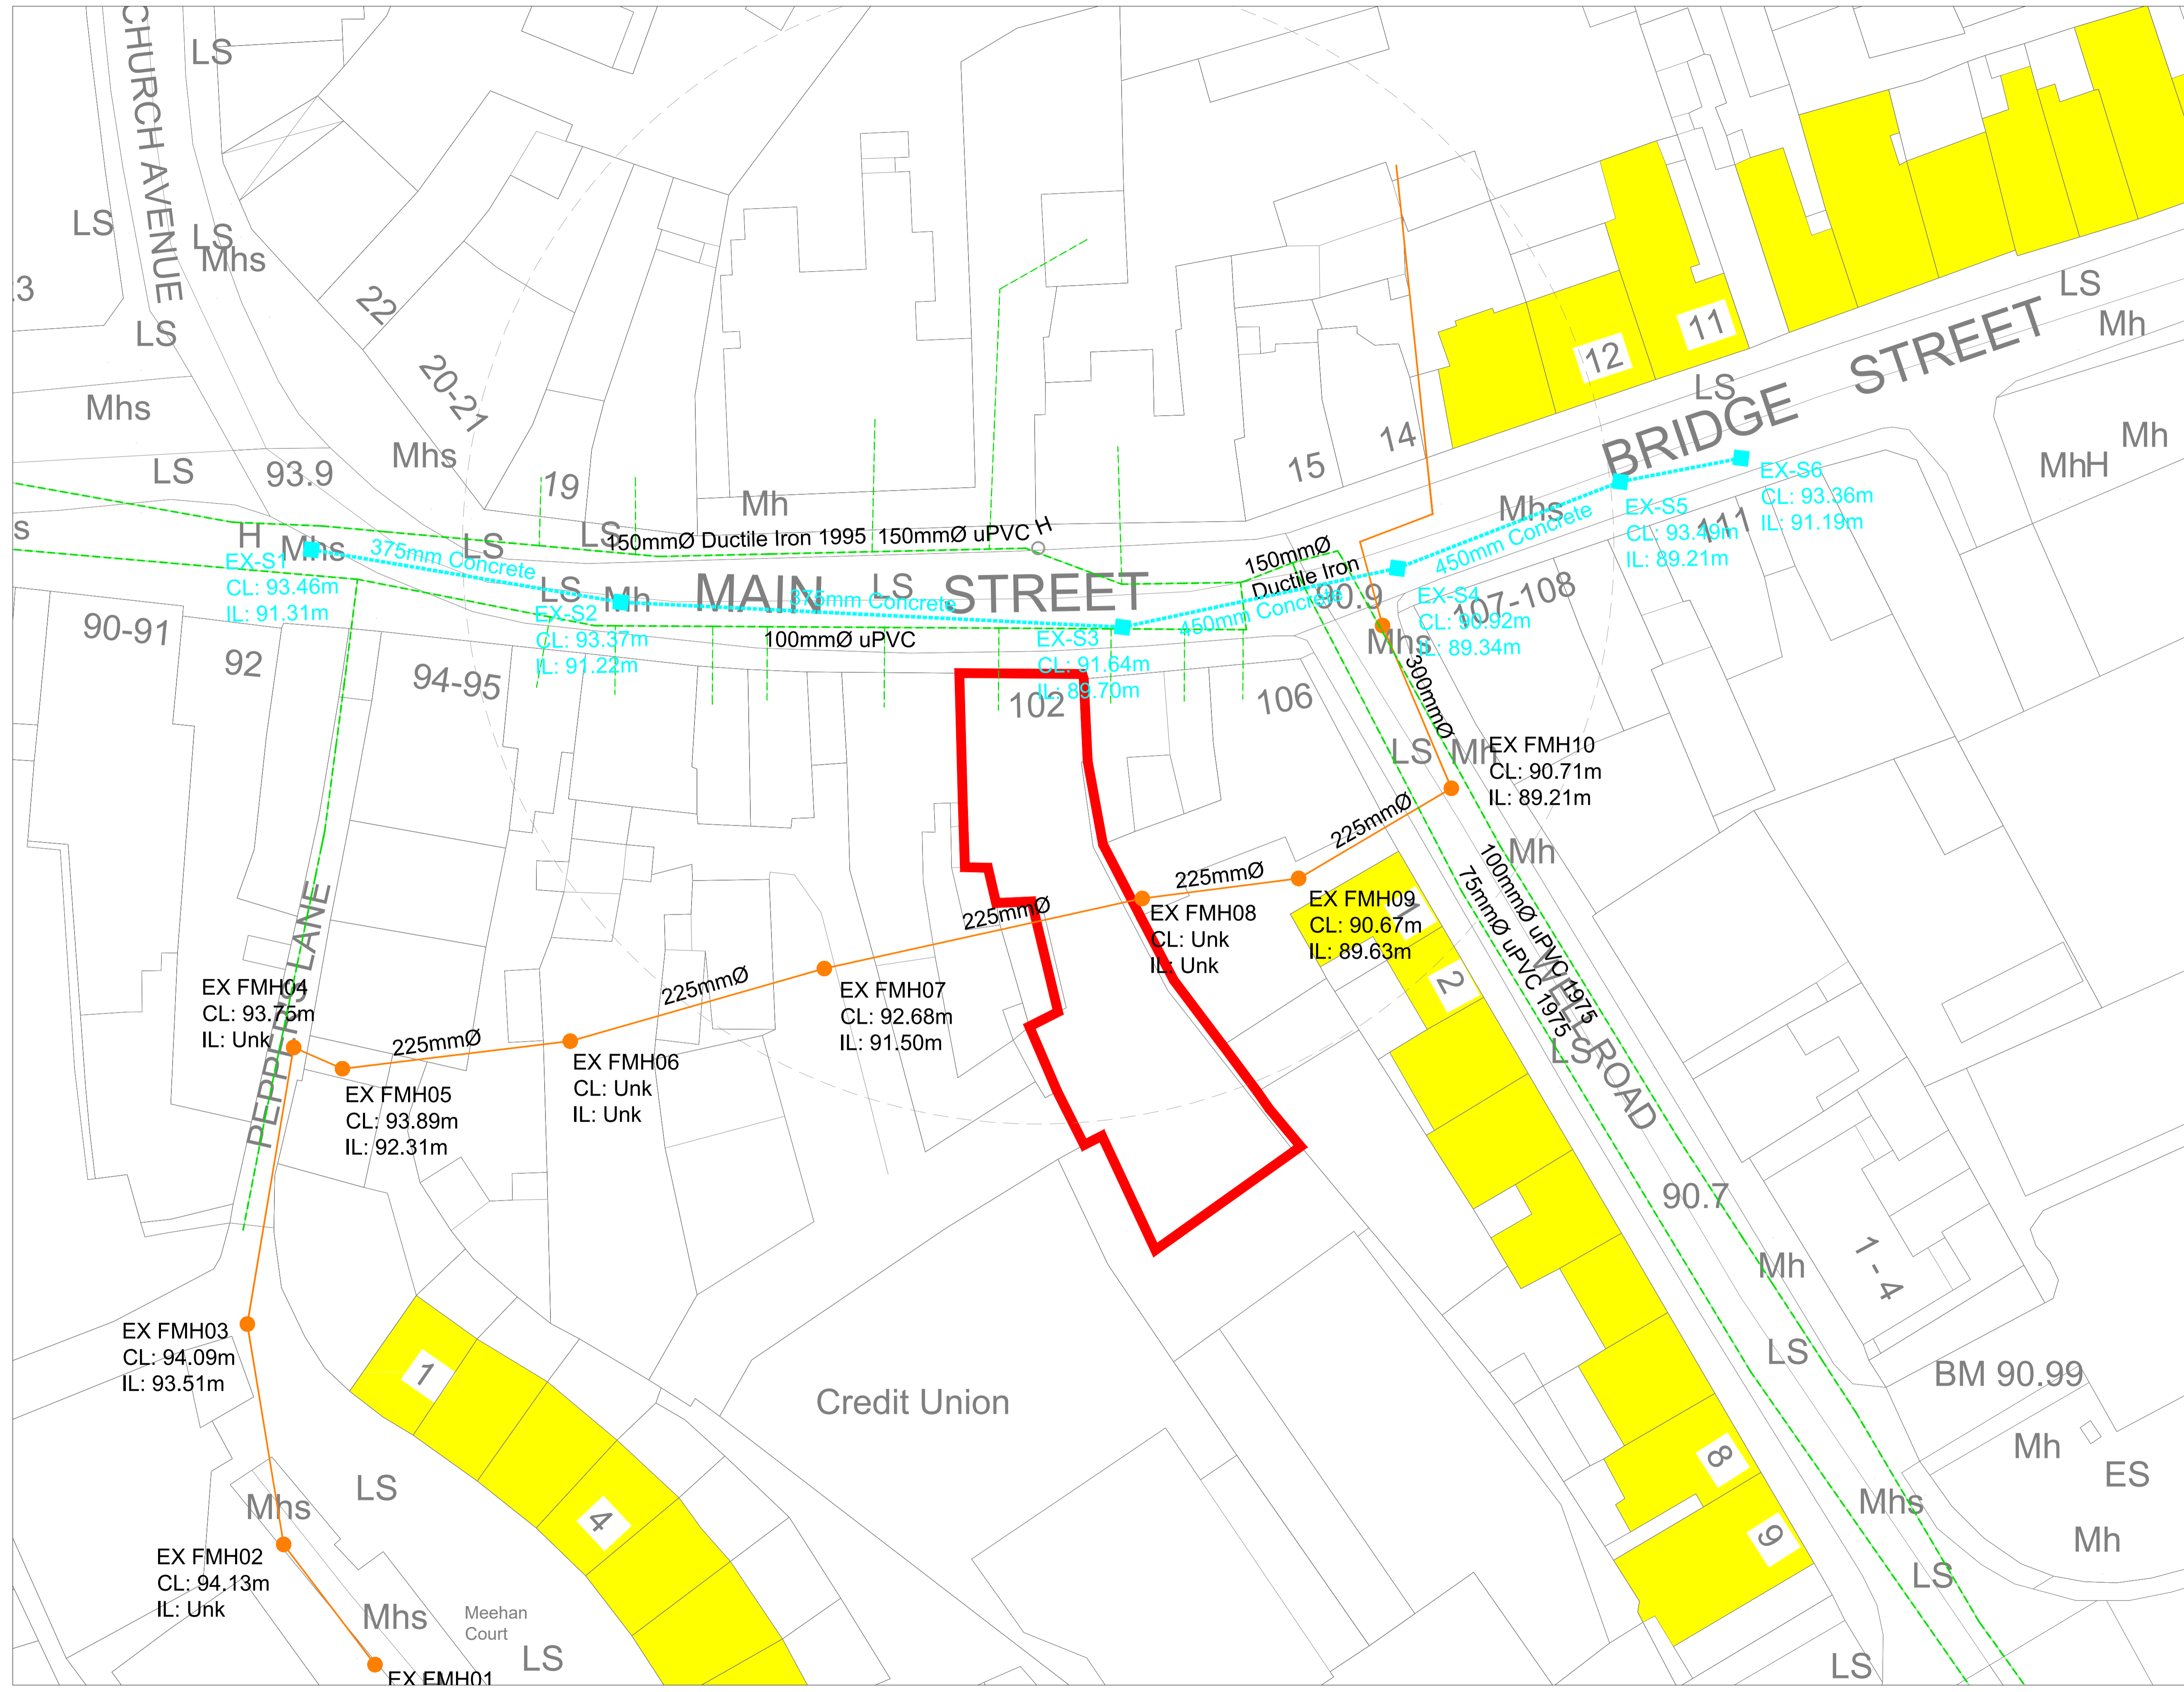 CHURCH AVENUE
LS
LS
LS
Mhs
.3
LS
22
20-21
Mhs
LS
93.9
Mhs
19
Mh
LS
LS
H
Mhs
s
150mmØ Ductile Iron 1995
150mmØ uPVC
H
EX-S1
CL: 93.46m
IL: 91.31m
375mm Concrete
LS
Mh
EX-S2
CL: 93.37m
IL: 91.22m
MAIN STREET
LS
375mm Concrete
100mmØ uPVC
EX-S3
CL: 91.64m
IL: 89.70m
450mm Concrete
150mmØ
Ductile Iron
90.9
15
14
12
11
LS
BRIDGE STREET
LS
Mh
Mh
MhH
Mhs
450mm Concrete
EX-S6
CL: 93.36m
IL: 91.19m
EX-S5
CL: 93.49m
IL: 89.21m
111
EX-S4
CL: 90.92m
IL: 89.34m
107-108
Mhs
300mmØ
90-91
92
94-95
102
106
LS
Mh
EX FMH10
CL: 90.71m
IL: 89.21m
Mh
225mmØ
225mmØ
225mmØ
225mmØ
225mmØ
EX FMH09
CL: 90.67m
IL: 89.63m
EX FMH08
CL: Unk
IL: Unk
EX FMH07
CL: 92.68m
IL: 91.50m
EX FMH06
CL: Unk
IL: Unk
EX FMH05
CL: 93.89m
IL: 92.31m
EX FMH04
CL: 93.75m
IL: Unk
LANE
1
2
100mmØ uPVC 1975
75mmØ uPVC 1975
WELL ROAD
LS
90.7
Mh
1 - 4
LS
BM 90.99
Mh
ES
Mhs
Mh
LS
LS
8
9
EX FMH03
CL: 94.09m
IL: 93.51m
1
4
Credit Union
LS
Mhs
EX FMH02
CL: 94.13m
IL: Unk
Mhs
Meehan
Court
LS
EX FMH01